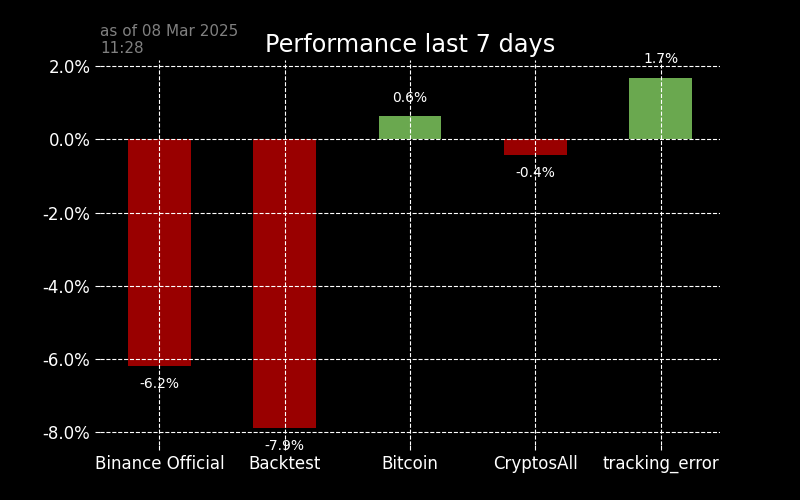 as of 08 Mar 2025
11:28
Performance last 7 days
2.0%
0.0%
-2.0%
-4.0%
-6.0%
-8.0%
-6.2%
-7.9%
0.6%
-0.4%
1.7%
Binance Official
Backtest
Bitcoin
CryptosAll
tracking_error